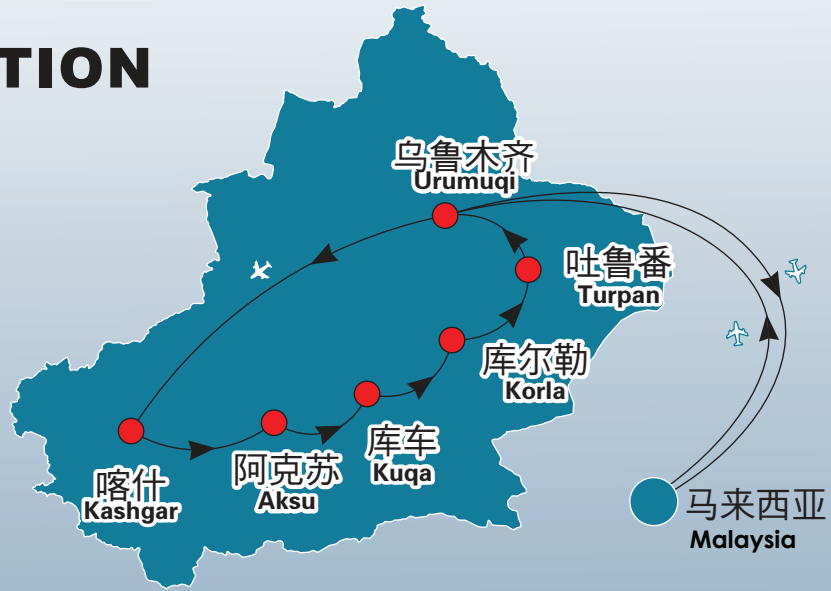 TION
乌鲁木齐
Urumuqi
吐鲁番
Turpan
库尔勒
Korla
库车
Kuqa
阿克苏
Aksu
喀什
Kashgar
马来西亚
Malaysia